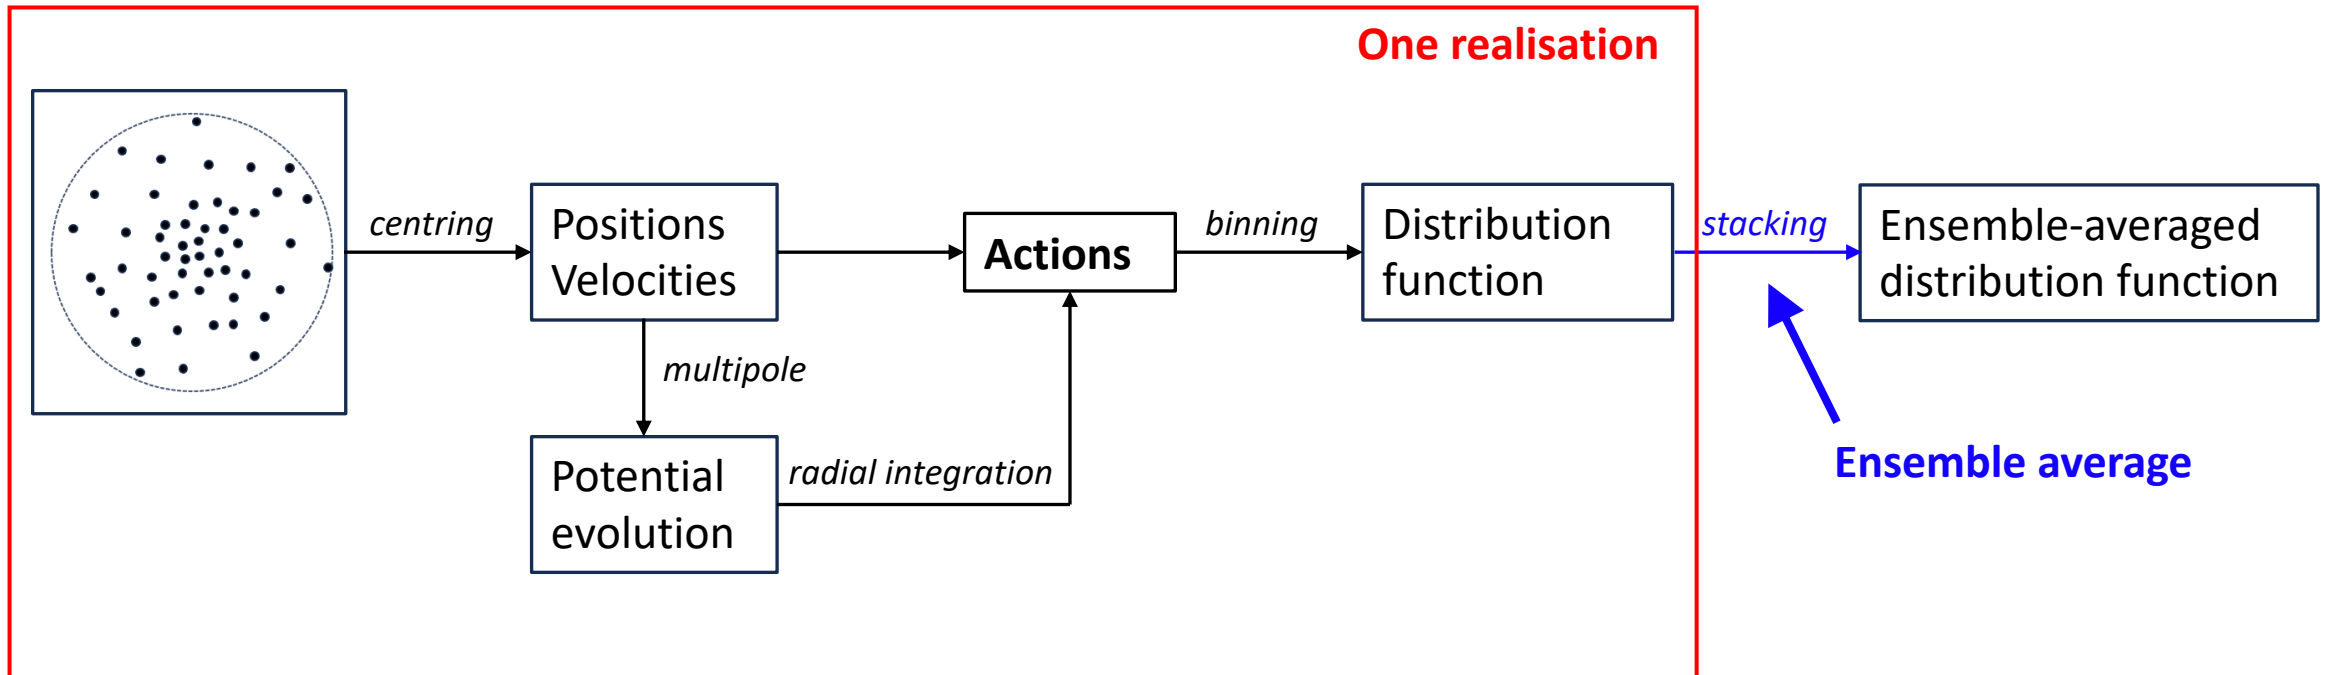 One realisation
centring
Positions
Velocities
Actions
binning
Distribution
function
stacking
Ensemble-averaged
distribution function
multipole
Potential
evolution
radial integration
Ensemble average